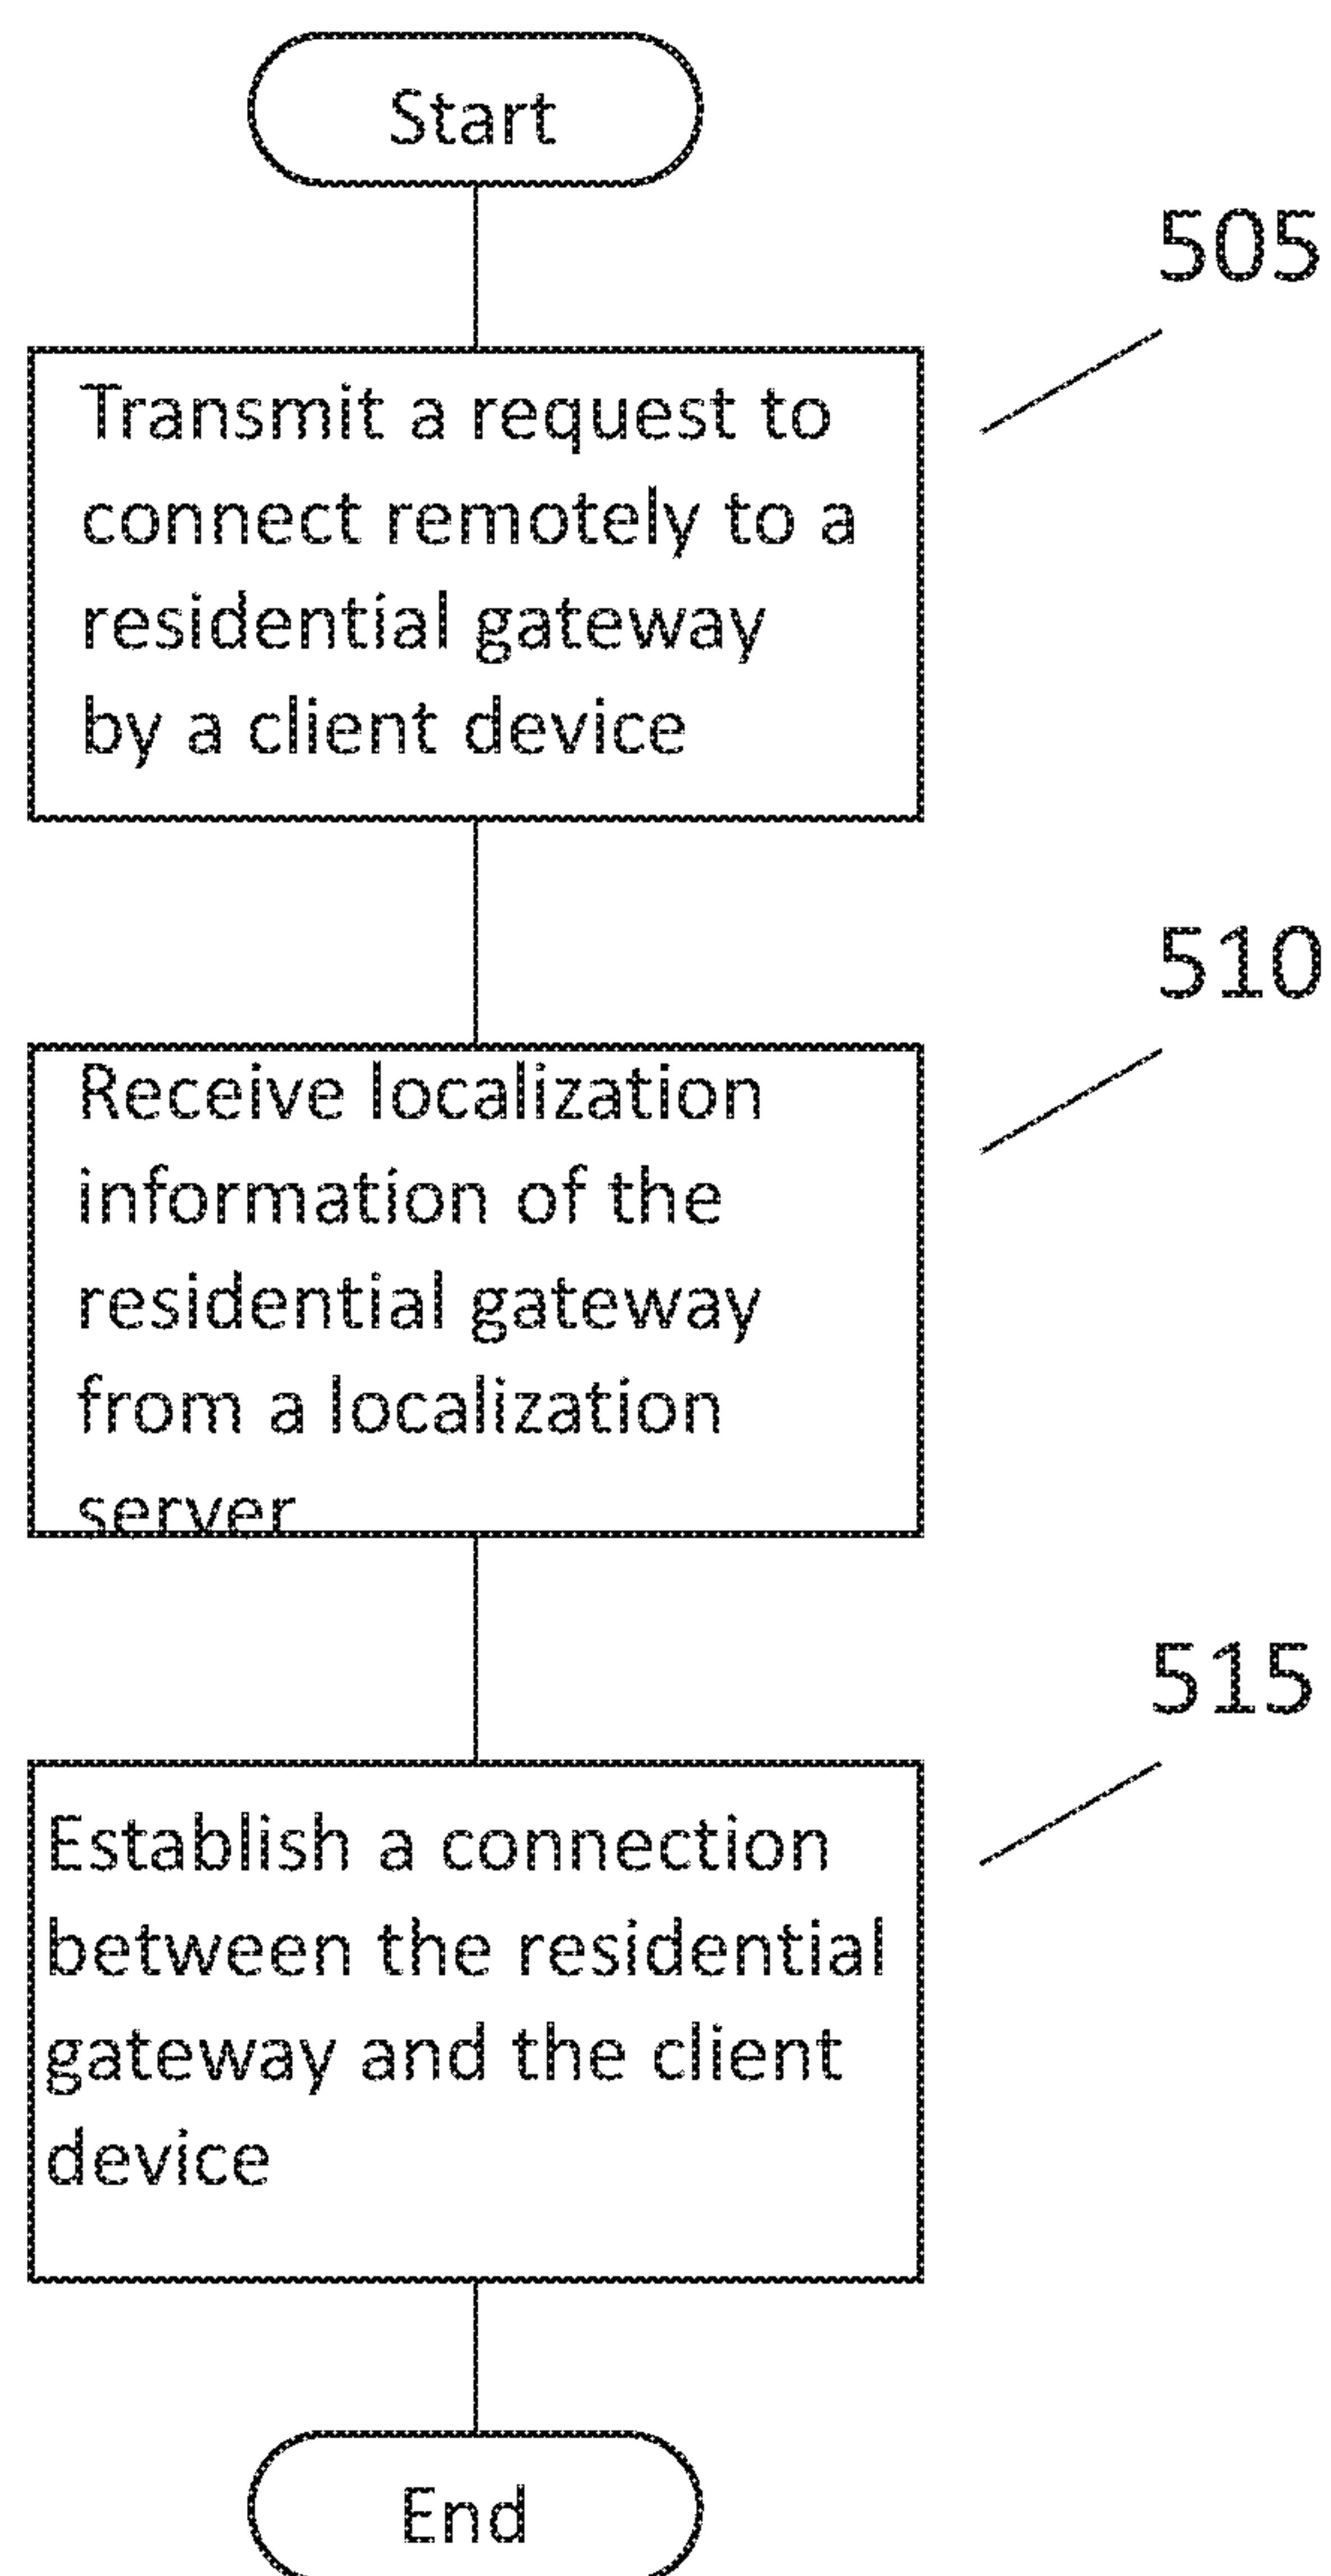 Start
505
Transmit a request to
connect remotely to a
residential gateway
by a client device
510
Receive localization
information of the
residential gateway
from a localization
server
515
Establish a connection
between the residential
gateway and the client
device
End